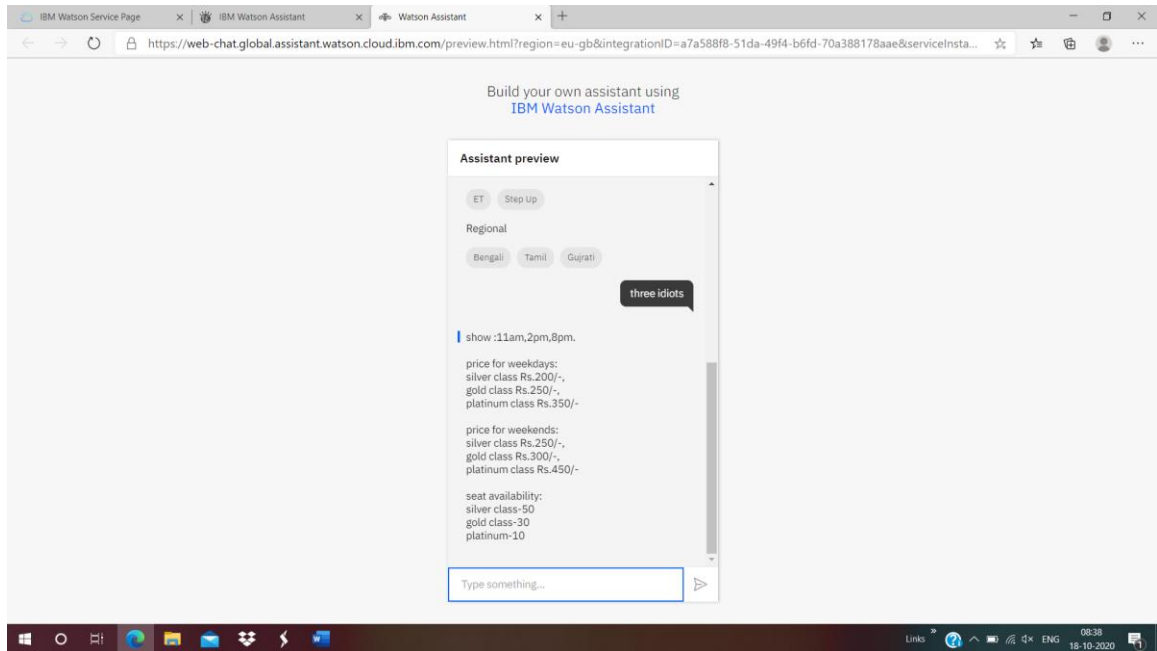 IBM Watson Service Page
IBM Watson Assistant
Watson Assistant
https://web-chat.global.assistant.watson.cloud.ibm.com/preview.html?region=eu-gb&integrationID=a7a588f8-51da-49f4-b6fd-70a388178aae&serviceInsta...
Build your own assistant using
IBM Watson Assistant
Assistant preview
ET Step Up
Regional
Bengali Tamil Gujrati
three idiots
show :11am,2pm,8pm.
price for weekdays:
silver class Rs.200/-,
gold class Rs.250/-,
platinum class Rs.350/-
price for weekends:
silver class Rs.250/-,
gold class Rs.300/-,
platinum class Rs.450/-
seat availability:
silver class-50
gold class-30
platinum-10
Type something...
Links ENG 08:38
18-10-2020